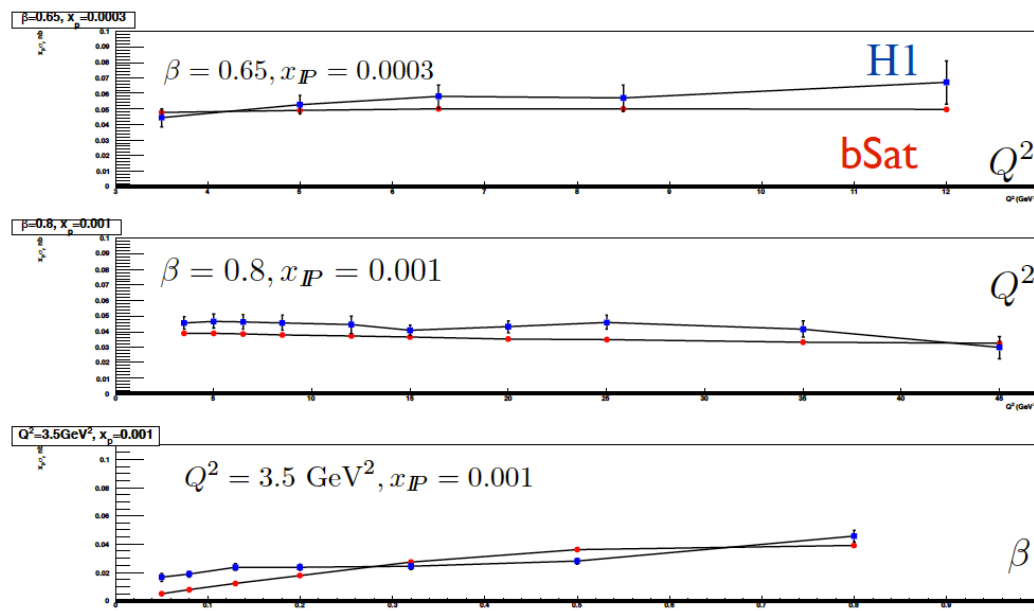 β=0.65, x_p=0.0003
0.1
0.09
0.08
0.07
0.06
0.05
0.04
0.03
0.02
0.01
0
β = 0.65, x_IP = 0.0003
H1
bSat
Q²
3 4 5 6 7 8 9 10 11 12
Q² (GeV²
β=0.8, x_p=0.001
0.1
0.09
0.08
0.07
0.06
0.05
0.04
0.03
0.02
0.01
0
β = 0.8, x_IP = 0.001
Q²
0 5 10 15 20 25 30 35 40 45
Q² (GeV²
Q²=3.5GeV², x_p=0.001
0.1
0.08
0.06
0.04
0.02
0
Q² = 3.5 GeV², x_IP = 0.001
β
0 0.1 0.2 0.3 0.4 0.5 0.6 0.7 0.8 0.9